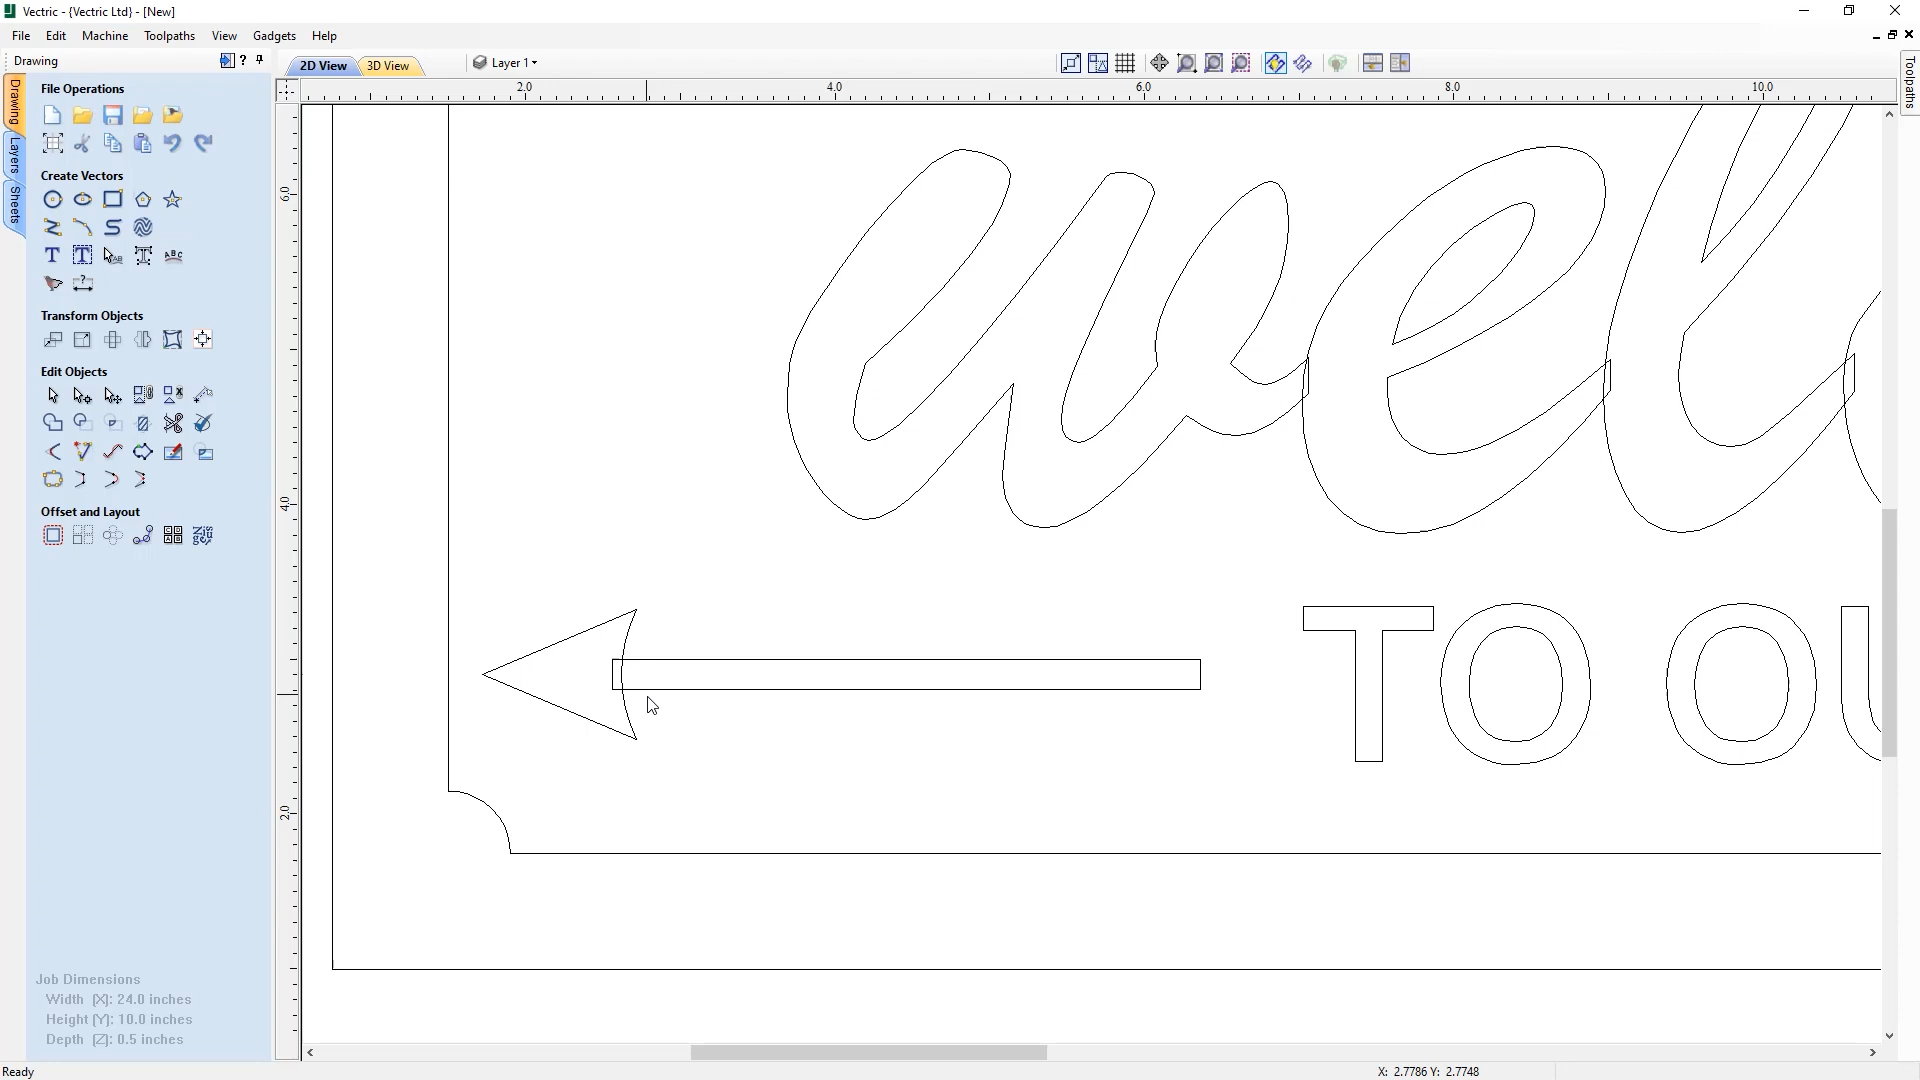 Vectric - {Vectric Ltd} - [New]
File Edit Machine Toolpaths View Gadgets Help
Drawing ?
2D View 3D View Layer 1
Toolpaths
Drawing
Layers
Sheets
File Operations
Create Vectors
Transform Objects
Edit Objects
Offset and Layout
2.0 4.0 6.0 8.0 10.0
6.0
4.0
2.0
wel
TO OU
Job Dimensions
Width (X): 24.0 inches
Height (Y): 10.0 inches
Depth (Z): 0.5 inches
Ready
X: 2.7786 Y: 2.7748